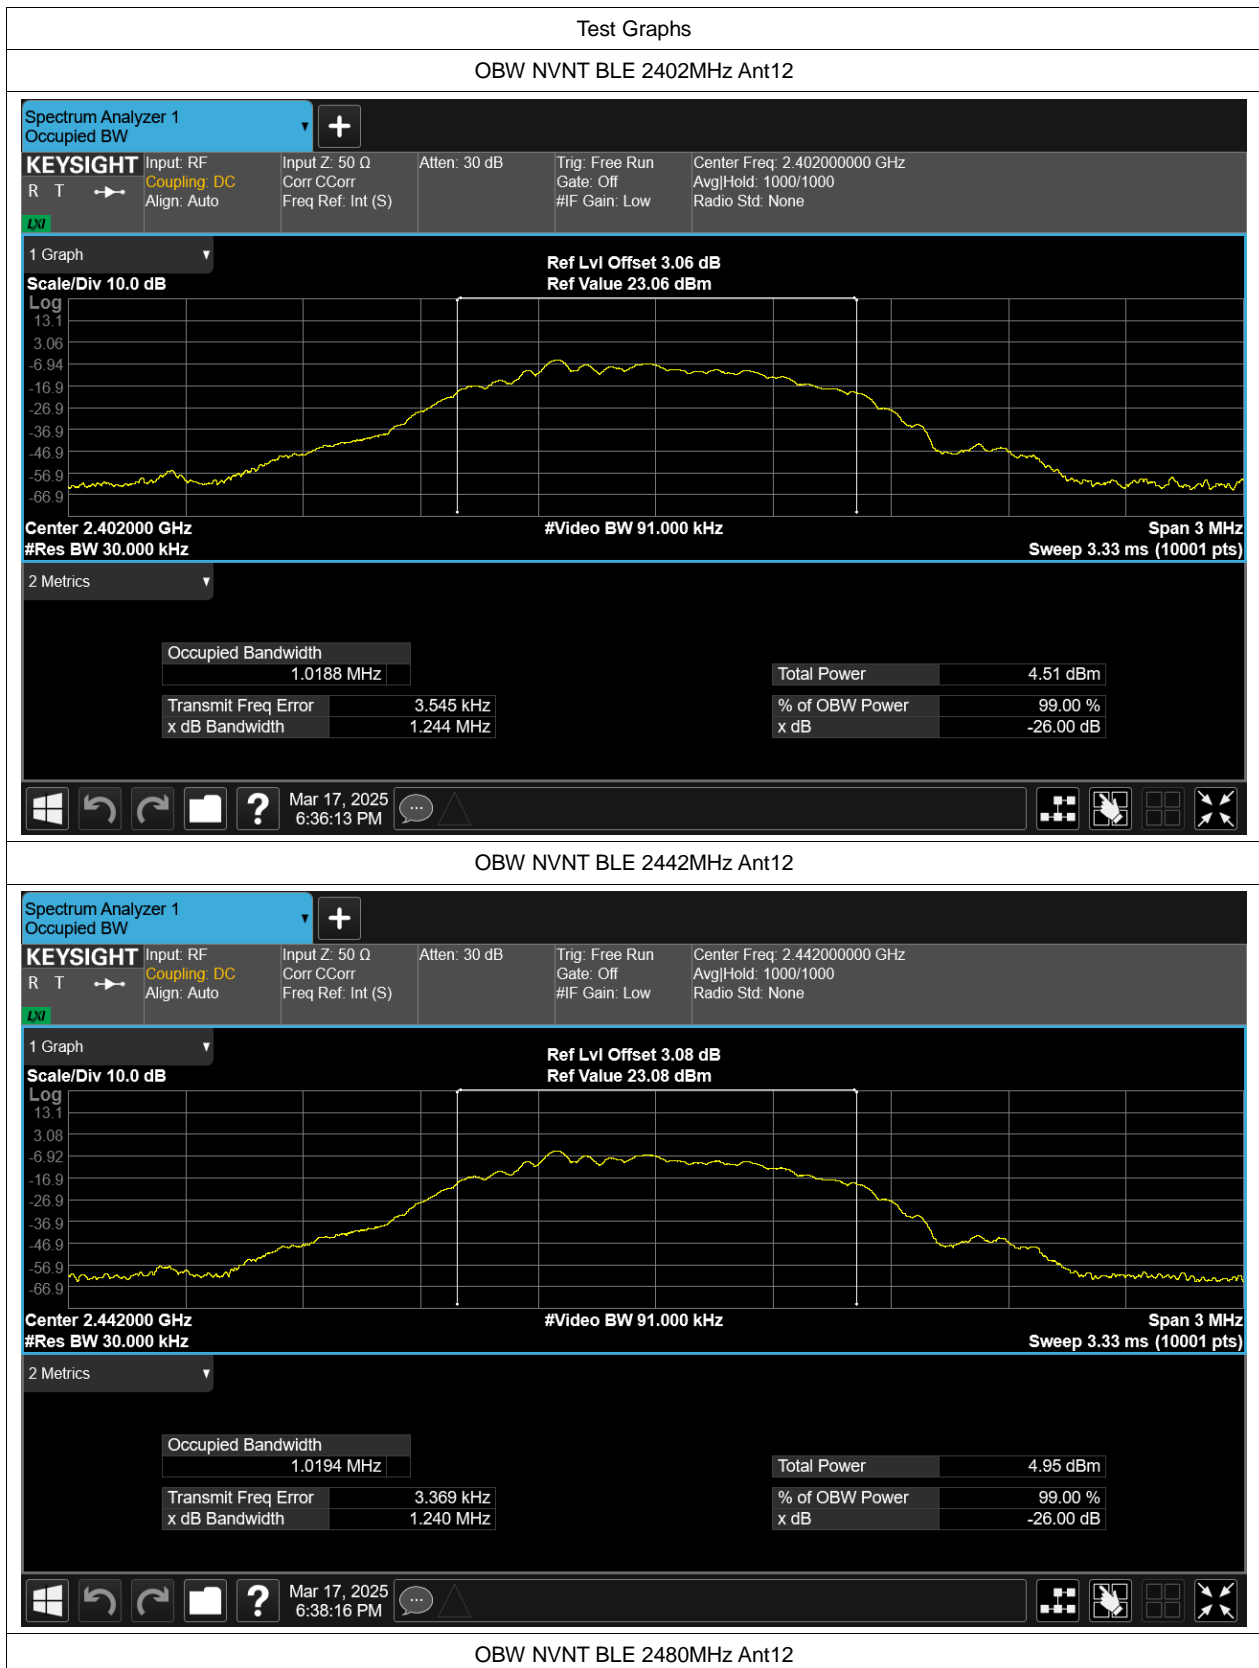 Test Graphs
OBW NVNT BLE 2402MHz Ant12
Spectrum Analyzer 1
Occupied BW
KEYSIGHT Input: RF Input Z: 50 Ω Atten: 30 dB Trig: Free Run Center Freq: 2.402000000 GHz
R T Coupling: DC Corr CCorr Gate: Off Avg|Hold: 1000/1000
Align: Auto Freq Ref: Int (S) #IF Gain: Low Radio Std: None
LXI
1 Graph
Ref Lvl Offset 3.06 dB
Scale/Div 10.0 dB Ref Value 23.06 dBm
Log
13.1
3.06
-6.94
-16.9
-26.9
-36.9
-46.9
-56.9
-66.9
Center 2.402000 GHz #Video BW 91.000 kHz Span 3 MHz
#Res BW 30.000 kHz Sweep 3.33 ms (10001 pts)
2 Metrics
Occupied Bandwidth
1.0188 MHz Total Power 4.51 dBm
Transmit Freq Error 3.545 kHz % of OBW Power 99.00 %
x dB Bandwidth 1.244 MHz x dB -26.00 dB
Mar 17, 2025
6:36:13 PM
OBW NVNT BLE 2442MHz Ant12
Spectrum Analyzer 1
Occupied BW
KEYSIGHT Input: RF Input Z: 50 Ω Atten: 30 dB Trig: Free Run Center Freq: 2.442000000 GHz
R T Coupling: DC Corr CCorr Gate: Off Avg|Hold: 1000/1000
Align: Auto Freq Ref: Int (S) #IF Gain: Low Radio Std: None
LXI
1 Graph
Ref Lvl Offset 3.08 dB
Scale/Div 10.0 dB Ref Value 23.08 dBm
Log
13.1
3.08
-6.92
-16.9
-26.9
-36.9
-46.9
-56.9
-66.9
Center 2.442000 GHz #Video BW 91.000 kHz Span 3 MHz
#Res BW 30.000 kHz Sweep 3.33 ms (10001 pts)
2 Metrics
Occupied Bandwidth
1.0194 MHz Total Power 4.95 dBm
Transmit Freq Error 3.369 kHz % of OBW Power 99.00 %
x dB Bandwidth 1.240 MHz x dB -26.00 dB
Mar 17, 2025
6:38:16 PM
OBW NVNT BLE 2480MHz Ant12